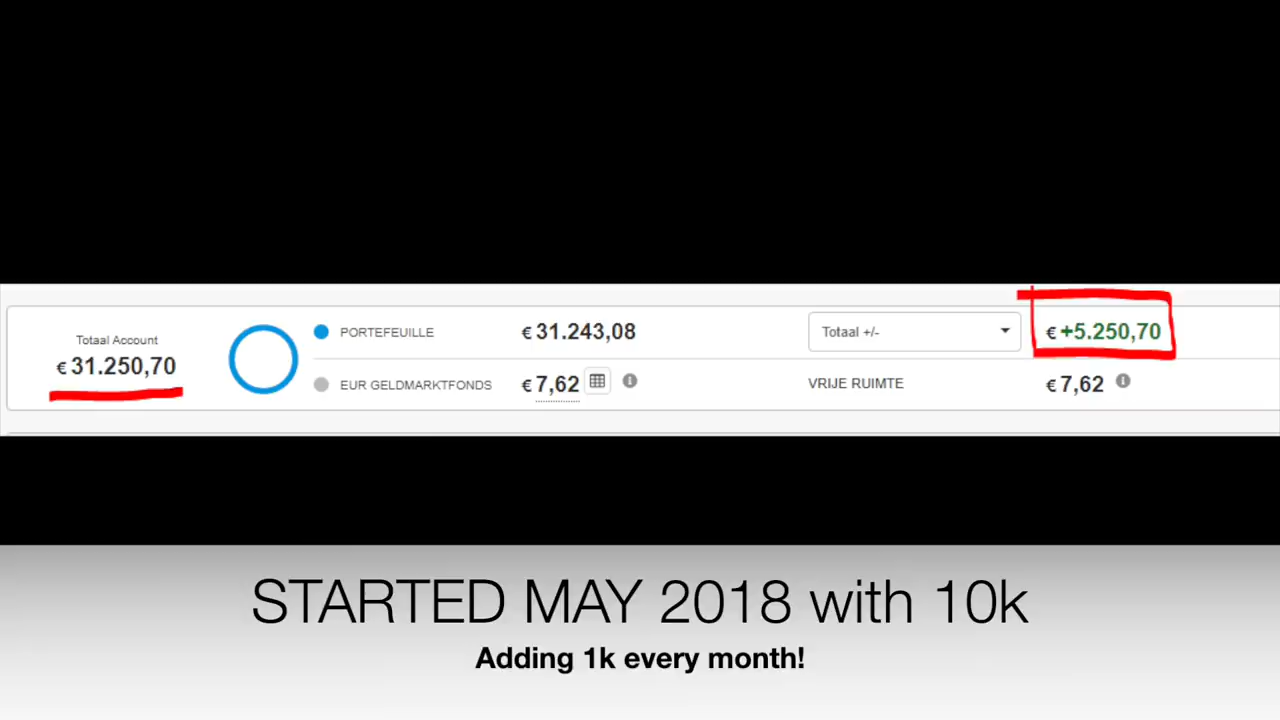 Totaal Account
€ 31.250,70
PORTEFEUILLE € 31.243,08
EUR GELDMARKTFONDS € 7,62
Totaal +/- € +5.250,70
VRIJE RUIMTE € 7,62
STARTED MAY 2018 with 10k
Adding 1k every month!